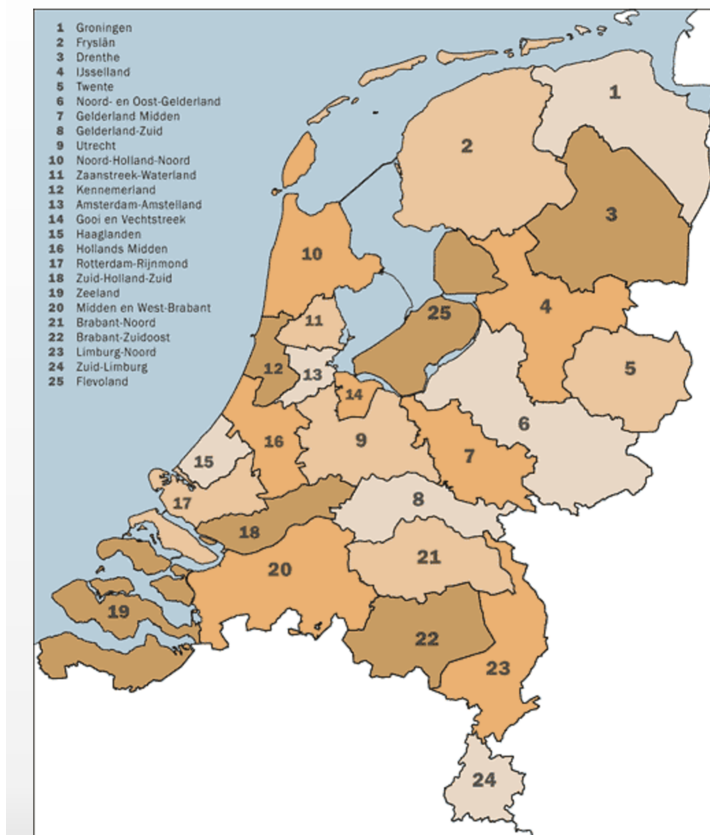 1 Groningen
2 Fryslân
3 Drenthe
4 IJsselland
5 Twente
6 Noord- en Oost-Gelderland
7 Gelderland Midden
8 Gelderland-Zuid
9 Utrecht
10 Noord-Holland-Noord
11 Zaanstreek-Waterland
12 Kennemerland
13 Amsterdam-Amstelland
14 Gooi en Vechtstreek
15 Haaglanden
16 Hollands Midden
17 Rotterdam-Rijnmond
18 Zuid-Holland-Zuid
19 Zeeland
20 Midden en West-Brabant
21 Brabant-Noord
22 Brabant-Zuidoost
23 Limburg-Noord
24 Zuid-Limburg
25 Flevoland
1
2
3
10
4
25
11
12
13
5
14
6
16
9
15
7
17
8
18
21
20
19
22
23
24